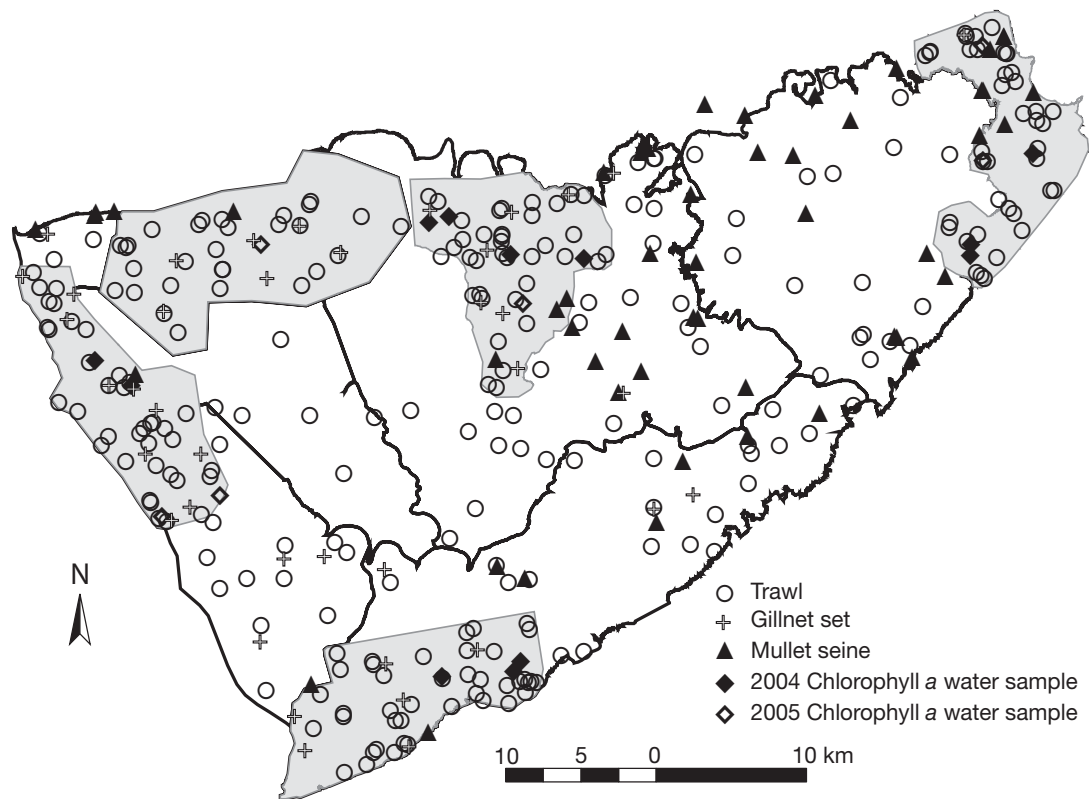 N
Trawl
Gillnet set
Mullet seine
2004 Chlorophyll a water sample
2005 Chlorophyll a water sample
10 5 0 10 km